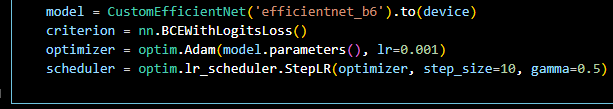 model = CustomEfficientNet('efficientnet_b6').to(device)
criterion = nn.BCEWithLogitsLoss()
optimizer = optim.Adam(model.parameters(), lr=0.001)
scheduler = optim.lr_scheduler.StepLR(optimizer, step_size=10, gamma=0.5)